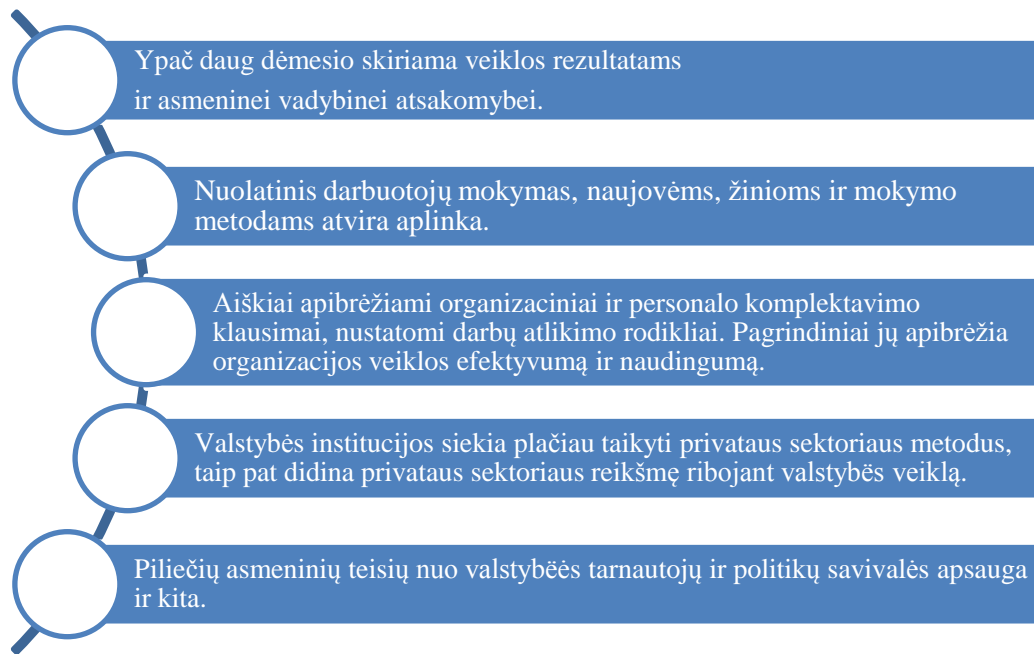 Ypač daug dėmesio skiriama veiklos rezultatams
ir asmeninei vadybinei atsakomybei.
Nuolatinis darbuotojų mokymas, naujovėms, žinioms ir mokymo
metodams atvira aplinka.
Aiškiai apibrėžiami organizaciniai ir personalo komplektavimo
klausimai, nustatomi darbų atlikimo rodikliai. Pagrindiniai jų apibrėžia
organizacijos veiklos efektyvumą ir naudingumą.
Valstybės institucijos siekia plačiau taikyti privataus sektoriaus metodus,
taip pat didina privataus sektoriaus reikšmę ribojant valstybës veiklą.
Piliečių asmeninių teisių nuo valstybëės tarnautojų ir politikų savivalės apsauga
ir kita.